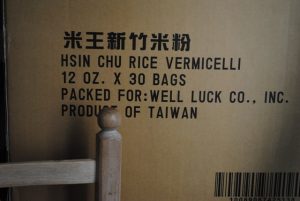 米王新竹米粉
HSIN CHU RICE VERMICELLI
12 OZ. X 30 BAGS
PACKED FOR:WELL LUCK CO., INC.
PRODUCT OF TAIWAN